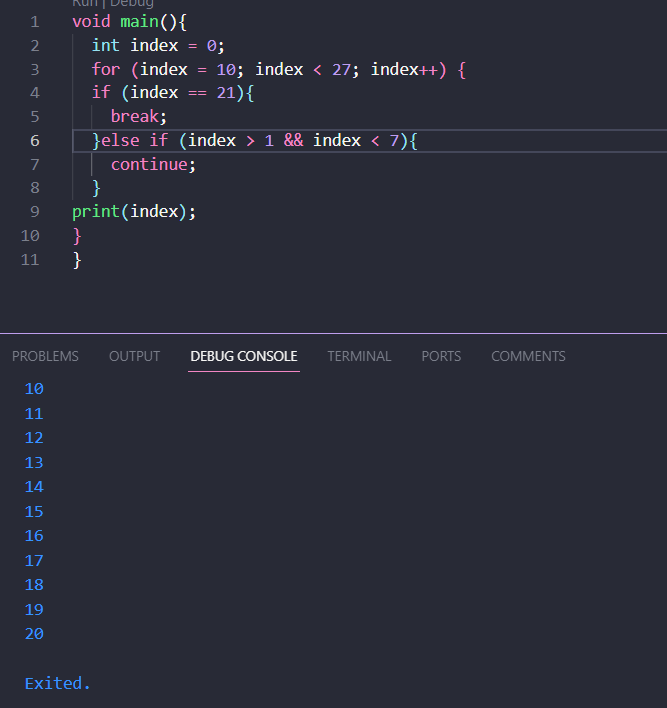 Run | Debug
1 void main(){
2 int index = 0;
3 for (index = 10; index < 27; index++) {
4 if (index == 21){
5 break;
6 }else if (index > 1 && index < 7){
7 continue;
8 }
9 print(index);
10 }
11 }
PROBLEMS OUTPUT DEBUG CONSOLE TERMINAL PORTS COMMENTS
10
11
12
13
14
15
16
17
18
19
20
Exited.